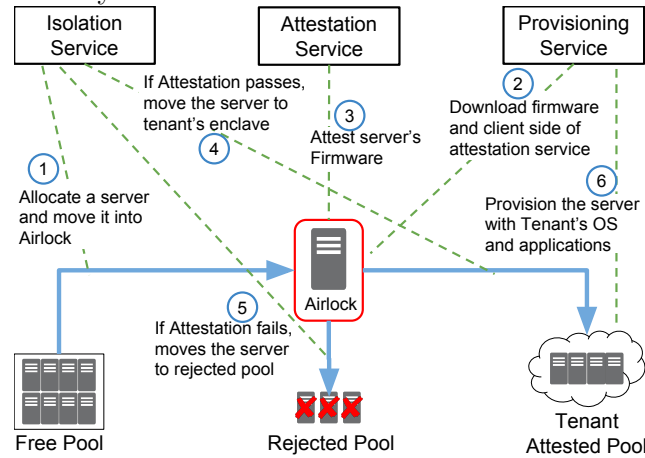 Isolation
Service
Attestation
Service
Provisioning
Service
If Attestation passes,
move the server to
tenant's enclave
4
3
Attest server's
Firmware
2
Download firmware
and client side of
attestation service
1
Allocate a server
and move it into
Airlock
6
Provision the server
with Tenant's OS
and applications
Airlock
5
If Attestation fails,
moves the server
to rejected pool
Free Pool
Rejected Pool
Tenant
Attested Pool